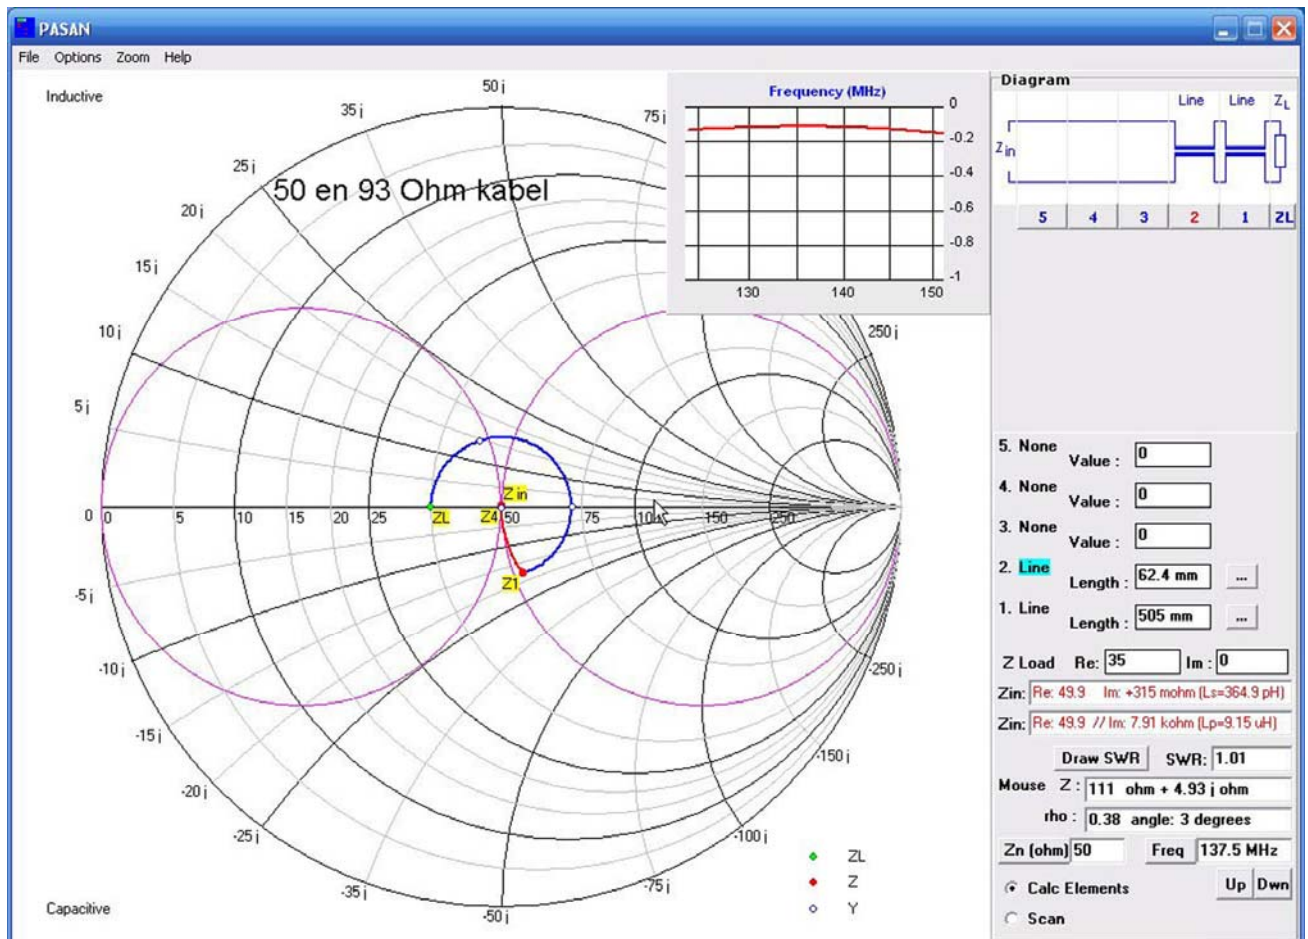 PASAN
File Options Zoom Help
Inductive
50 en 93 Ohm kabel
50 j
35 j
25 j
20 j
15 j
10 j
5 j
75 j
250 j
0 0 5 10 15 20 25 50 75 100 150 250
ZL
Z4
Z in
Z1
-5 j
-10 j
-15 j
-20 j
-25 j
-35 j
-50 j
-75 j
-100 j
-150 j
-250 j
Capacitive
ZL
Z
Y
Frequency (MHz)
0
-0.2
-0.4
-0.6
-0.8
-1
130 140 150
Diagram
Line Line ZL
Z in
5 4 3 2 1 ZL
5. None Value : 0
4. None Value : 0
3. None Value : 0
2. Line Length : 62.4 mm ...
1. Line Length : 505 mm ...
Z Load Re: 35 Im : 0
Zin: Re: 49.9 Im: +315 mohm (Ls=364.9 pH)
Zin: Re: 49.9 // Im: 7.91 kohm (Lp=9.15 uH)
Draw SWR SWR: 1.01
Mouse Z : 111 ohm + 4.93 j ohm
rho : 0.38 angle: 3 degrees
Zn (ohm) 50 Freq 137.5 MHz
Calc Elements Up Dwn
Scan